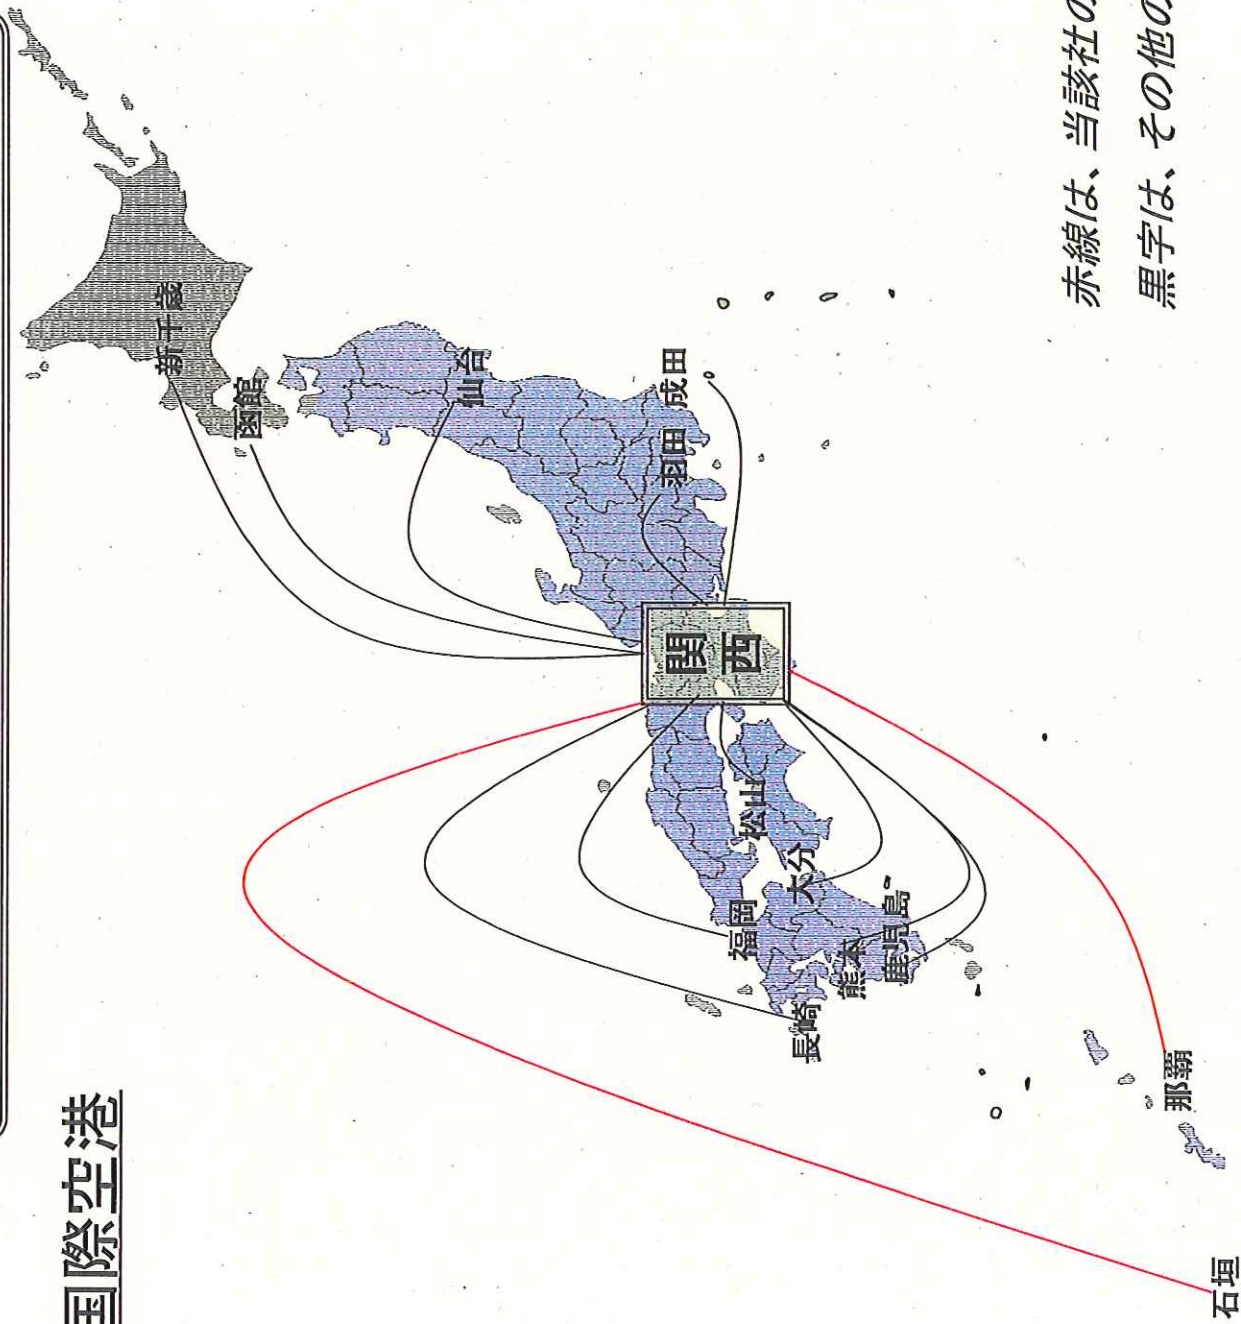 国際空港
新千歳
函館
仙台
成田
羽田
関
西
松山
大分
福岡
熊本
鹿児島
長崎
那覇
石垣
赤線は、当該社の
黒字は、その他の